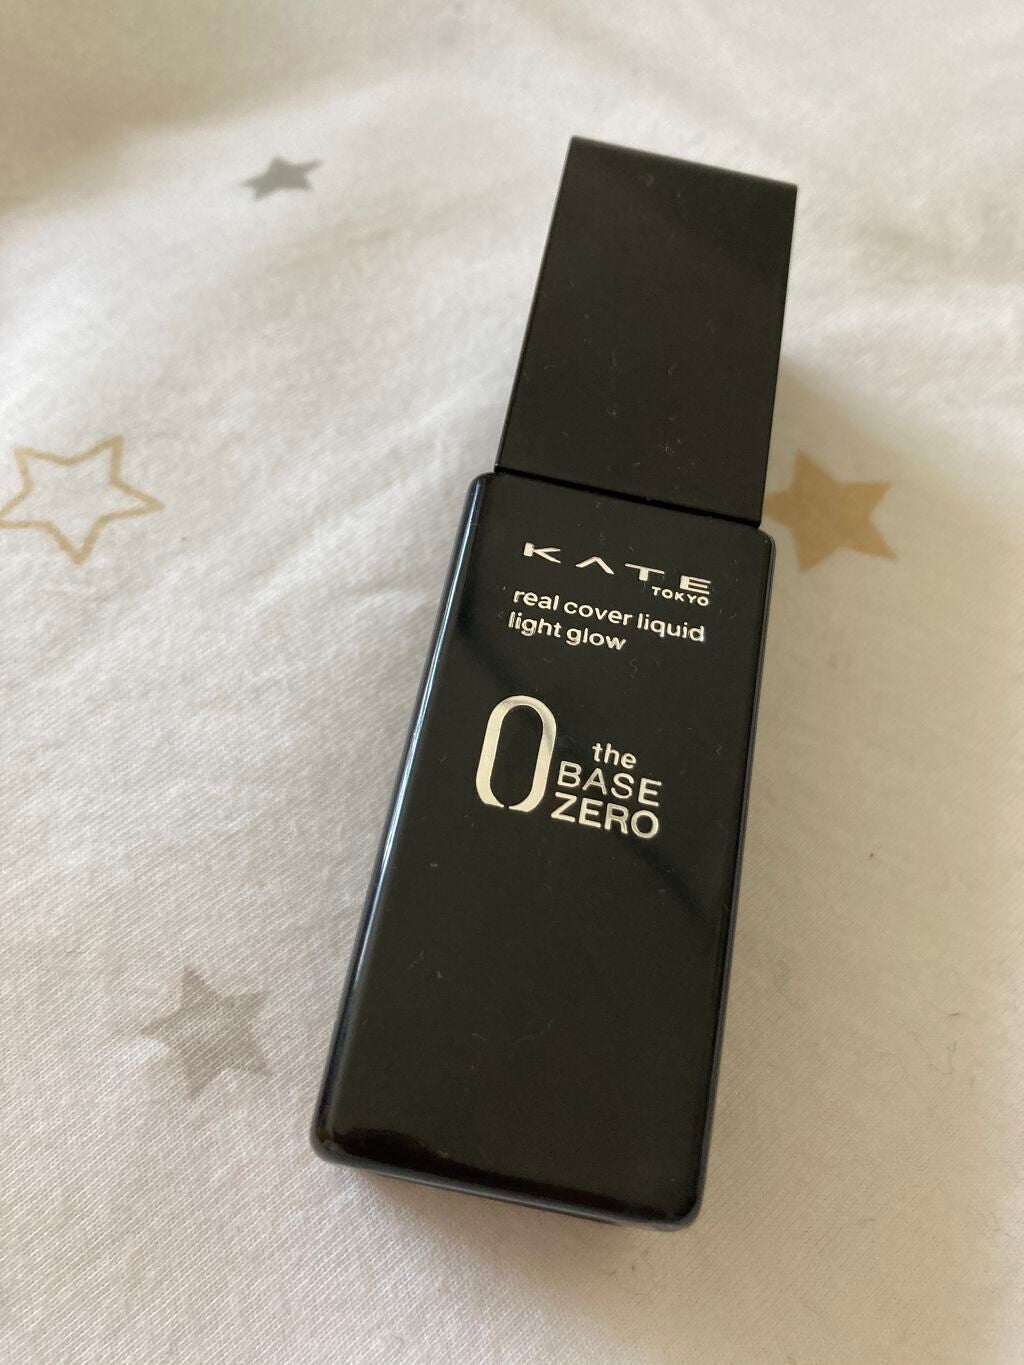 KATE
TOKYO
real cover liquid
light glow
0 the
BASE
ZERO